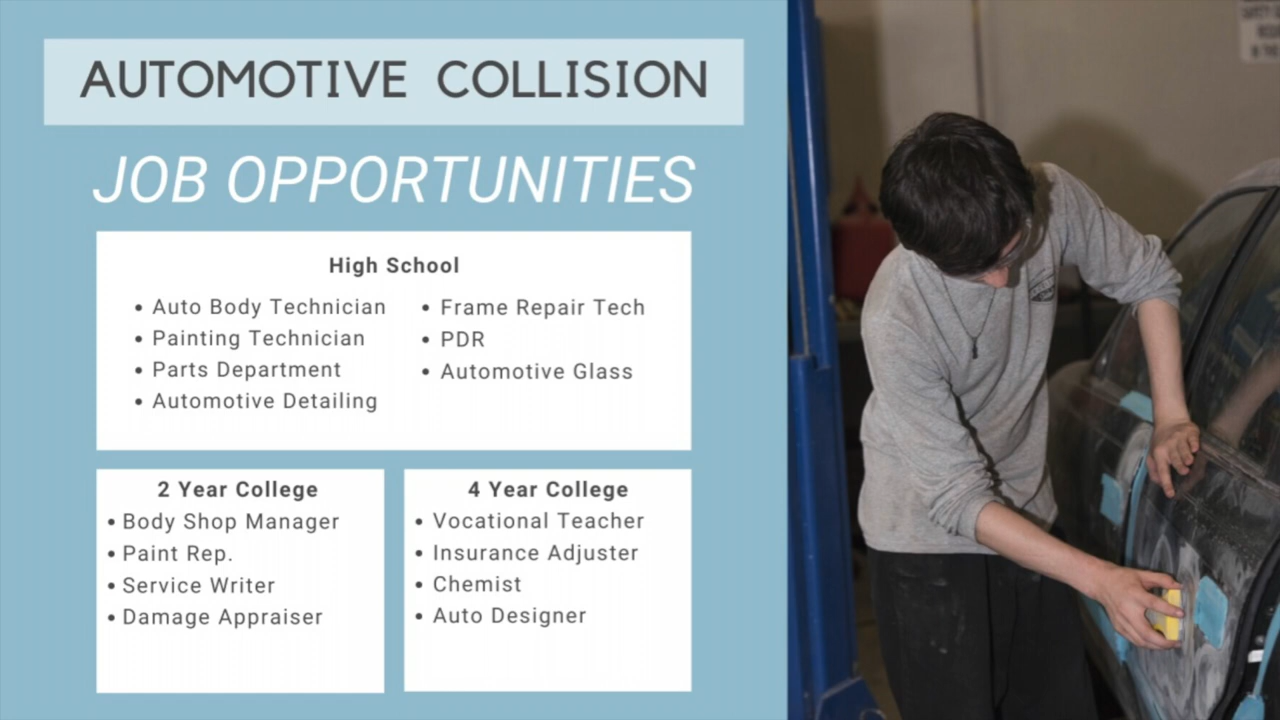 AUTOMOTIVE COLLISION
JOB OPPORTUNITIES
High School
• Auto Body Technician
• Painting Technician
• Parts Department
• Automotive Detailing
• Frame Repair Tech
• PDR
• Automotive Glass
2 Year College
• Body Shop Manager
• Paint Rep.
• Service Writer
• Damage Appraiser
4 Year College
• Vocational Teacher
• Insurance Adjuster
• Chemist
• Auto Designer